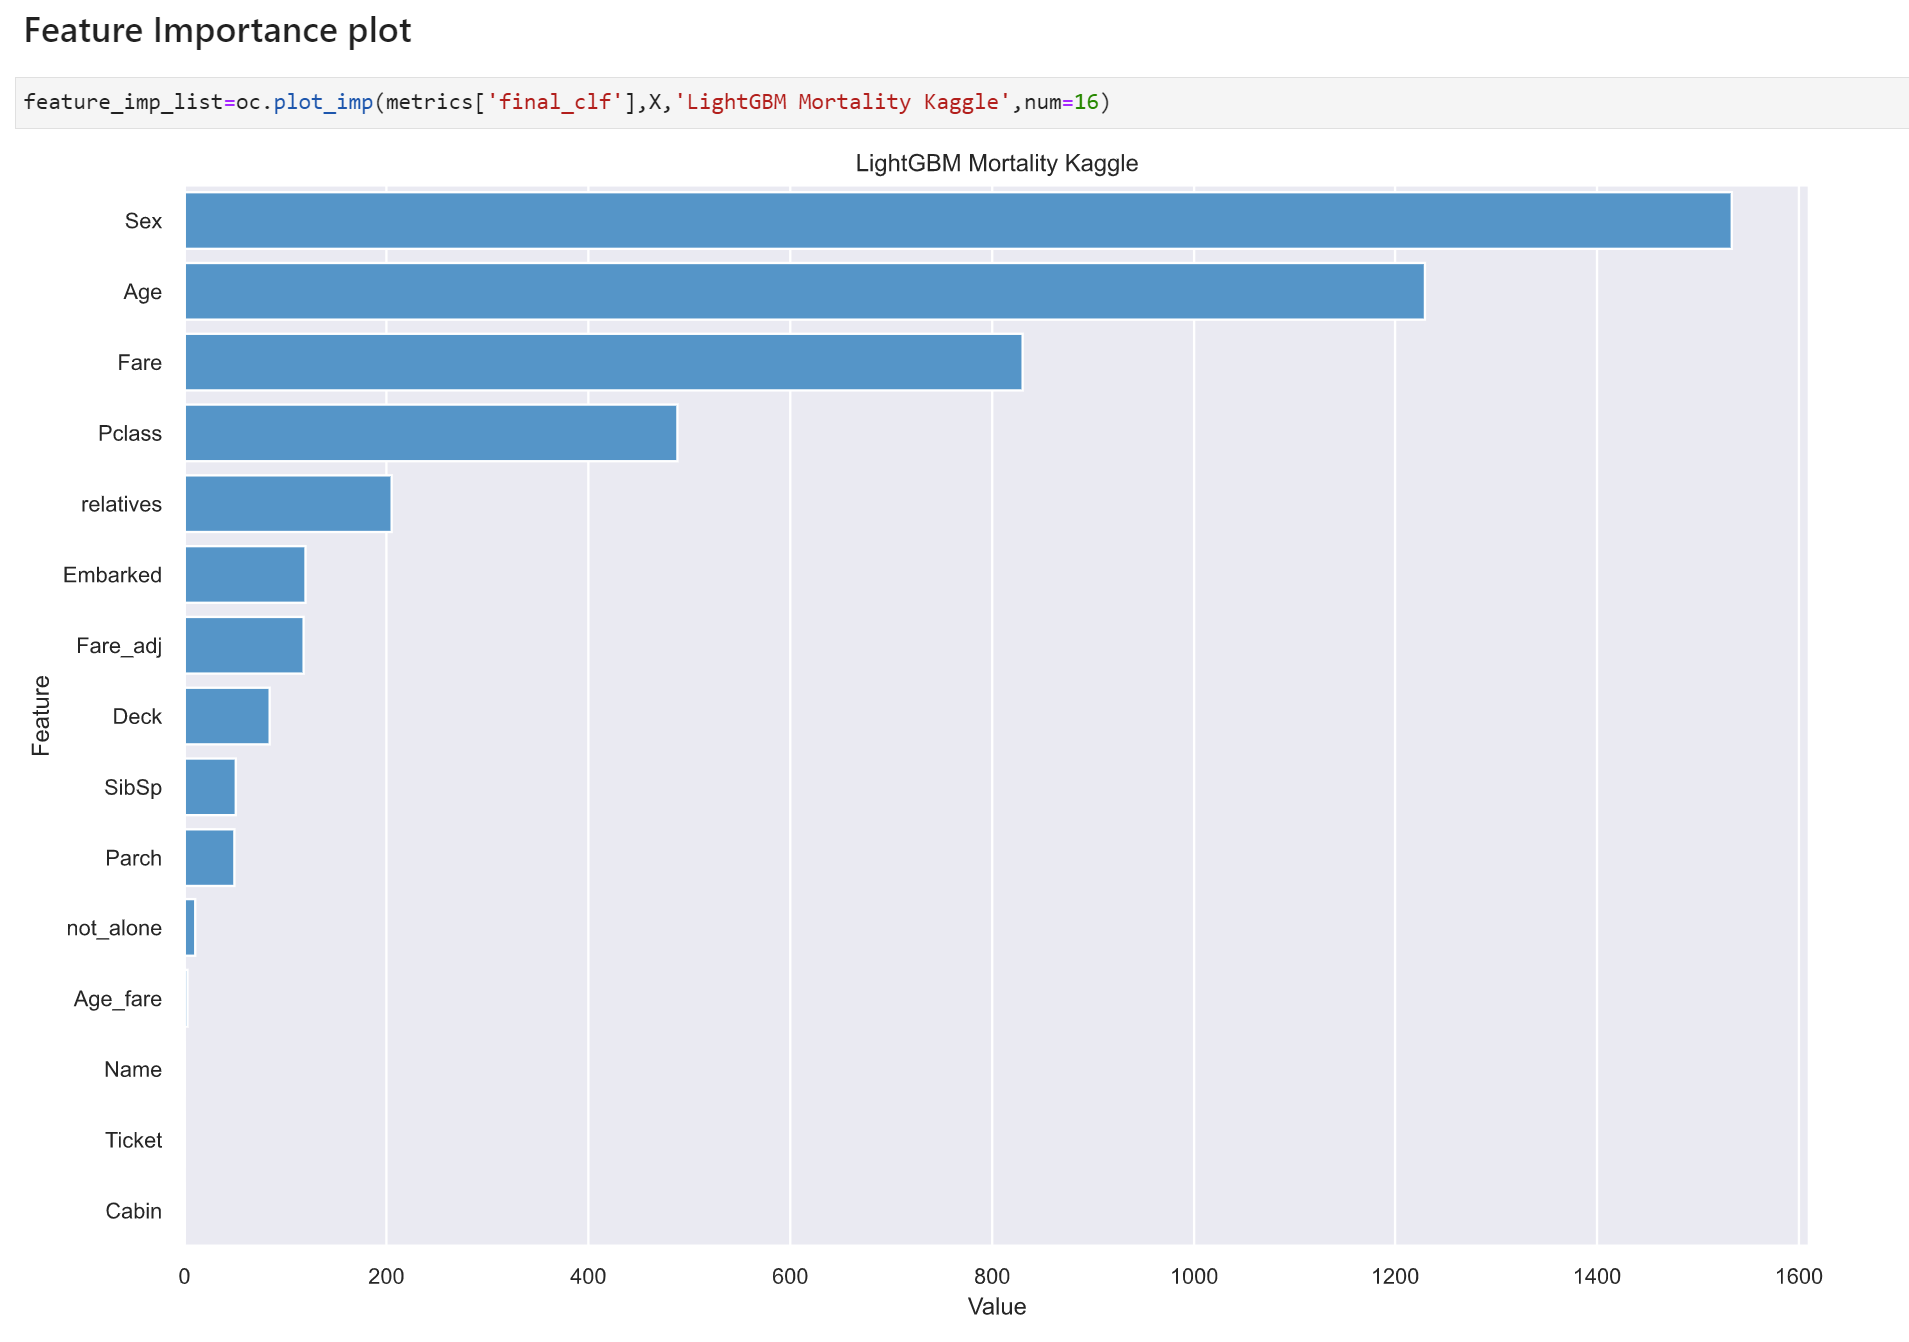 Feature Importance plot
feature_imp_list=oc.plot_imp(metrics['final_clf'],X,'LightGBM Mortality Kaggle',num=16)
LightGBM Mortality Kaggle
Sex
Age
Fare
Pclass
relatives
Embarked
Fare_adj
Deck
SibSp
Parch
not_alone
Age_fare
Name
Ticket
Cabin
Feature
0 200 400 600 800 1000 1200 1400 1600
Value